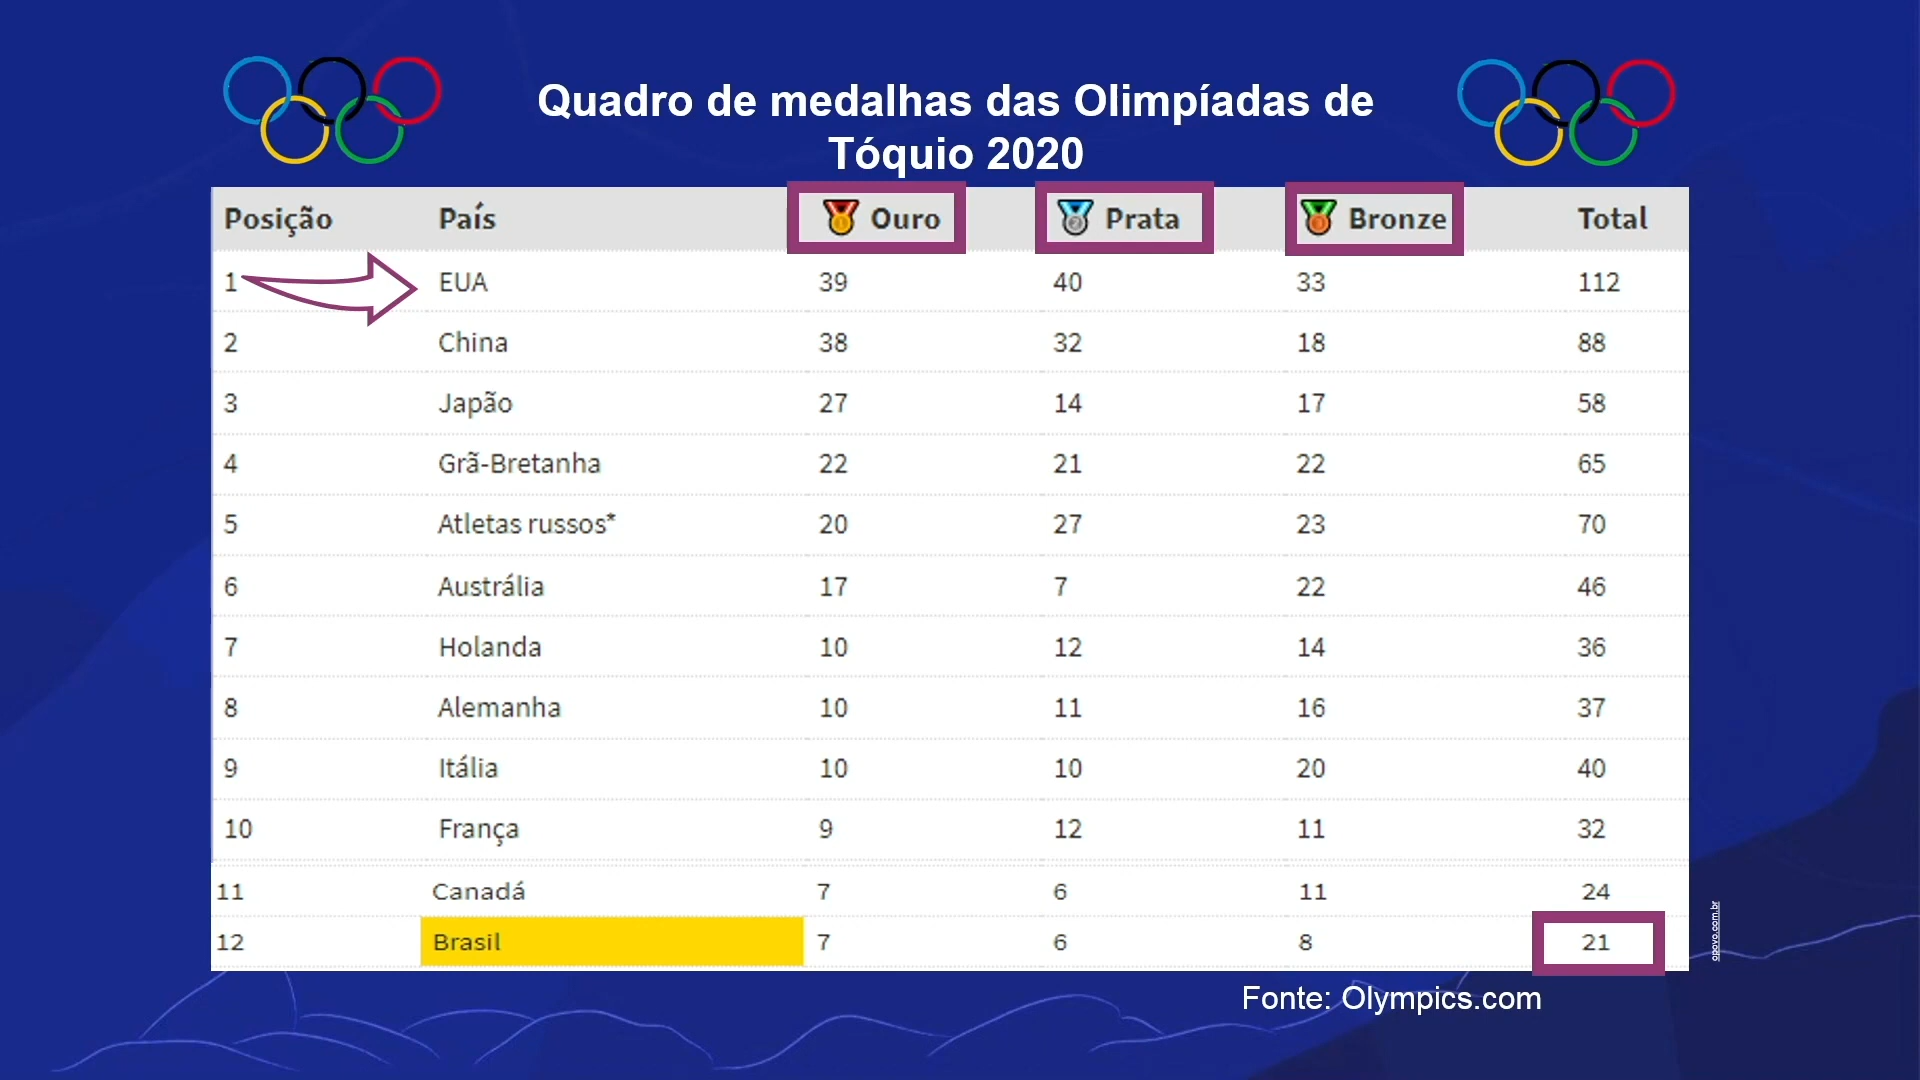 Quadro de medalhas das Olimpíadas de
Tóquio 2020
Posição País Ouro Prata Bronze Total
1 EUA 39 40 33 112
2 China 38 32 18 88
3 Japão 27 14 17 58
4 Grã-Bretanha 22 21 22 65
5 Atletas russos* 20 27 23 70
6 Austrália 17 7 22 46
7 Holanda 10 12 14 36
8 Alemanha 10 11 16 37
9 Itália 10 10 20 40
10 França 9 12 11 32
11 Canadá 7 6 11 24
12 Brasil 7 6 8 21
opovo.com.br
Fonte: Olympics.com